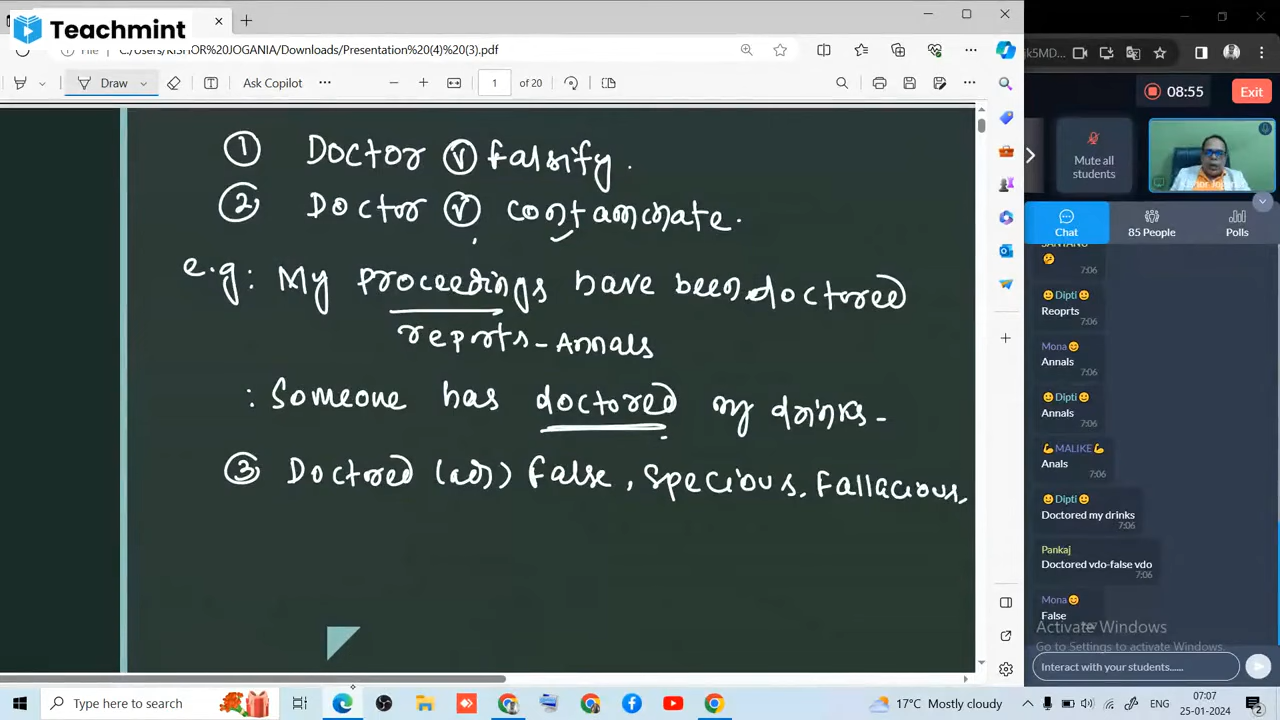 Teachmint
File C:/Users/KISHOR%20JOGANIA/Downloads/Presentation%20(4)%20(3).pdf
Draw
Ask Copilot
1 of 20
① Doctor Ⓥ falsify.
② Doctor Ⓥ contaminate.
e.g: My proceedings have been doctored
reports - Annals
: Someone has doctored my drinks -
③ Doctored (adj) false, specious, fallacious,
08:55
Exit
Mute all
students
Chat
85 People
Polls
7:06
Dipti
Reoprts
7:06
Mona
Annals
7:06
Dipti
Annals
7:06
MALIKE
Anals
7:06
Dipti
Doctored my drinks
7:06
Pankaj
Doctored vdo-false vdo
7:06
Mona
False
Activate Windows
Go to Settings to activate Windows.
Interact with your students......
Type here to search
17°C Mostly cloudy
07:07
25-01-2024
2